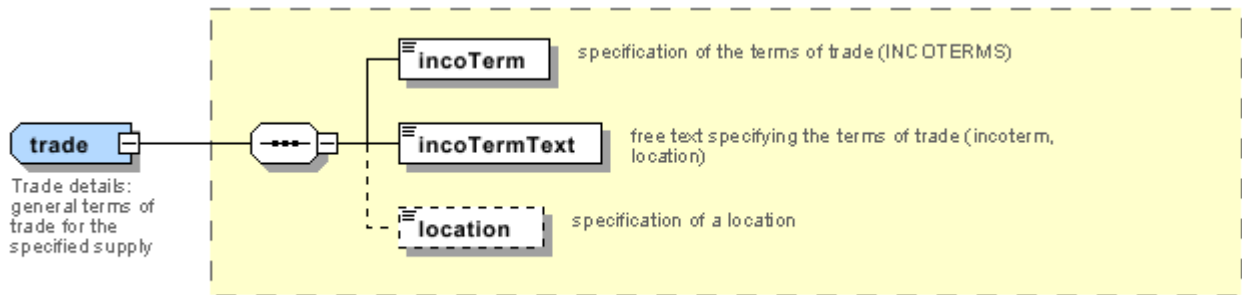 incoTerm
specification of the terms of trade (INCOTERMS)
trade
Trade details:
general terms of
trade for the
specified supply
incoTermText
free text specifying the terms of trade (incoterm,
location)
location
specification of a location